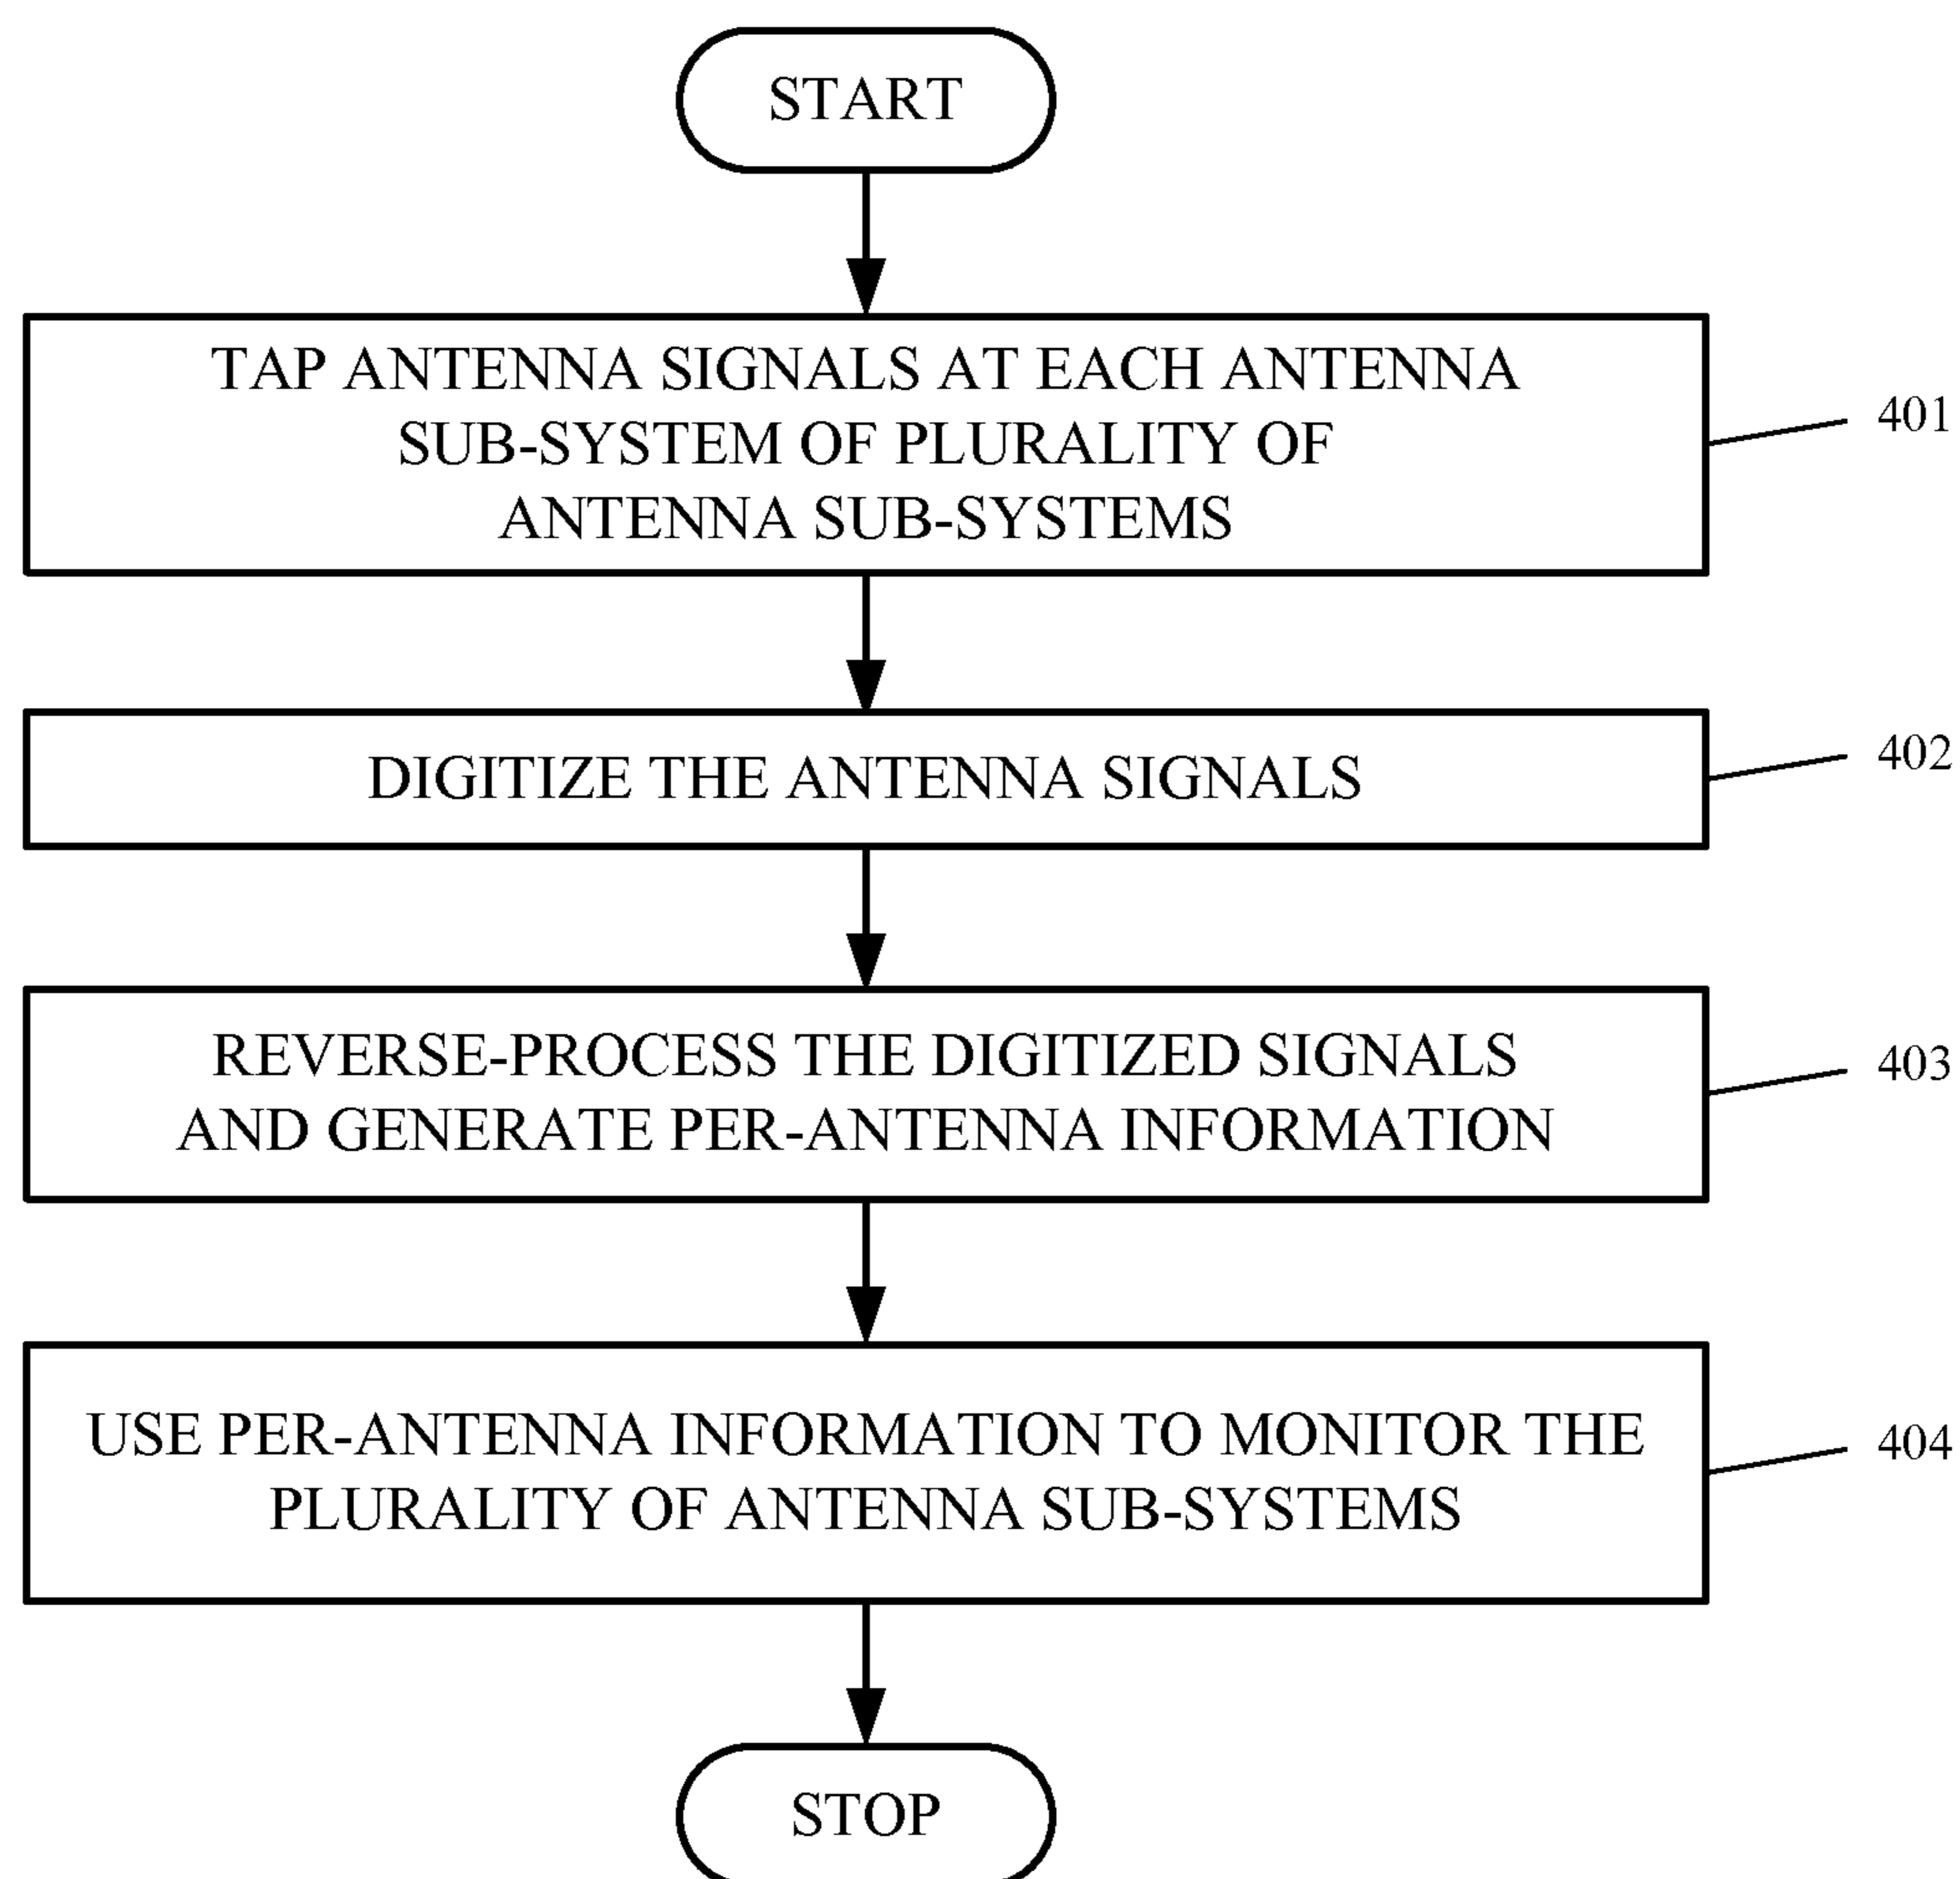 START
TAP ANTENNA SIGNALS AT EACH ANTENNA
SUB-SYSTEM OF PLURALITY OF
ANTENNA SUB-SYSTEMS
401
DIGITIZE THE ANTENNA SIGNALS
402
REVERSE-PROCESS THE DIGITIZED SIGNALS
AND GENERATE PER-ANTENNA INFORMATION
403
USE PER-ANTENNA INFORMATION TO MONITOR THE
PLURALITY OF ANTENNA SUB-SYSTEMS
404
STOP